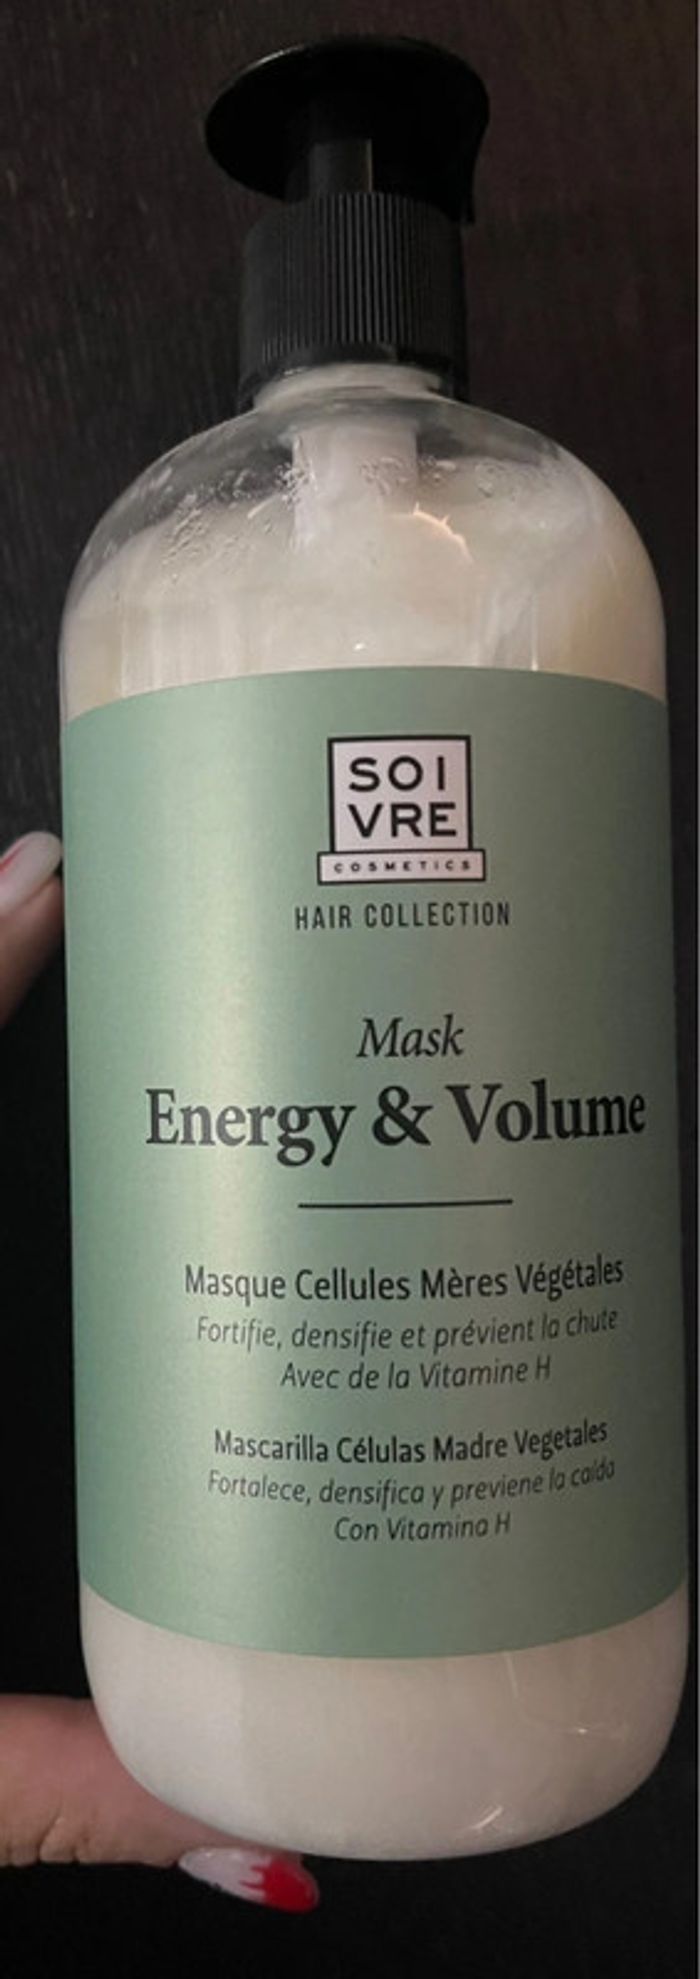 SOI
VRE
COSMETICS
HAIR COLLECTION
Mask
Energy & Volume
Masque Cellules Mères Végétales
Fortifie, densifie et prévient la chute
Avec de la Vitamine H
Mascarilla Células Madre Vegetales
Fortalece, densifica y previene la caída
Con Vitamina H